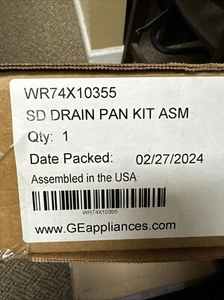 WR74X10355
SD DRAIN PAN KIT ASM
Qty: 1
Date Packed: 02/27/2024
Assembled in the USA
WR74X10355
www.GEappliances.com